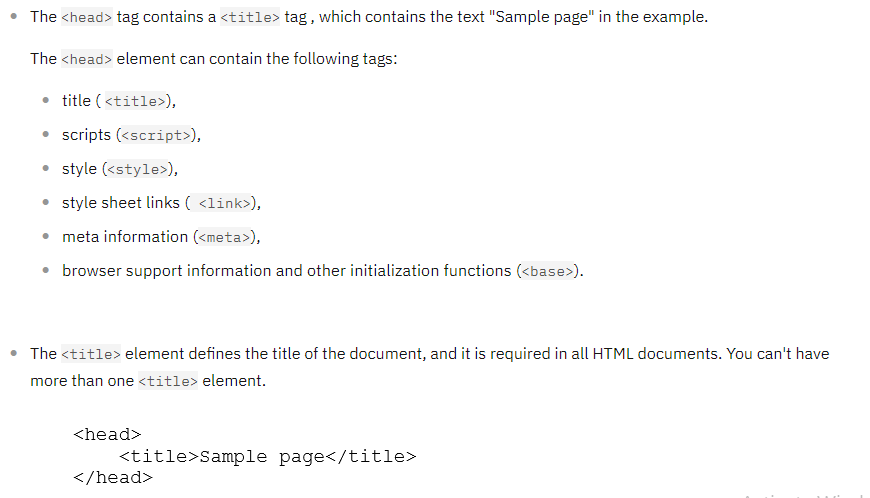 The <head> tag contains a <title> tag , which contains the text "Sample page" in the example.
The <head> element can contain the following tags:
title ( <title>),
scripts (<script>),
style (<style>),
style sheet links ( <link>),
meta information (<meta>),
browser support information and other initialization functions (<base>).
The <title> element defines the title of the document, and it is required in all HTML documents. You can't have
more than one <title> element.
<head>
<title>Sample page</title>
</head>